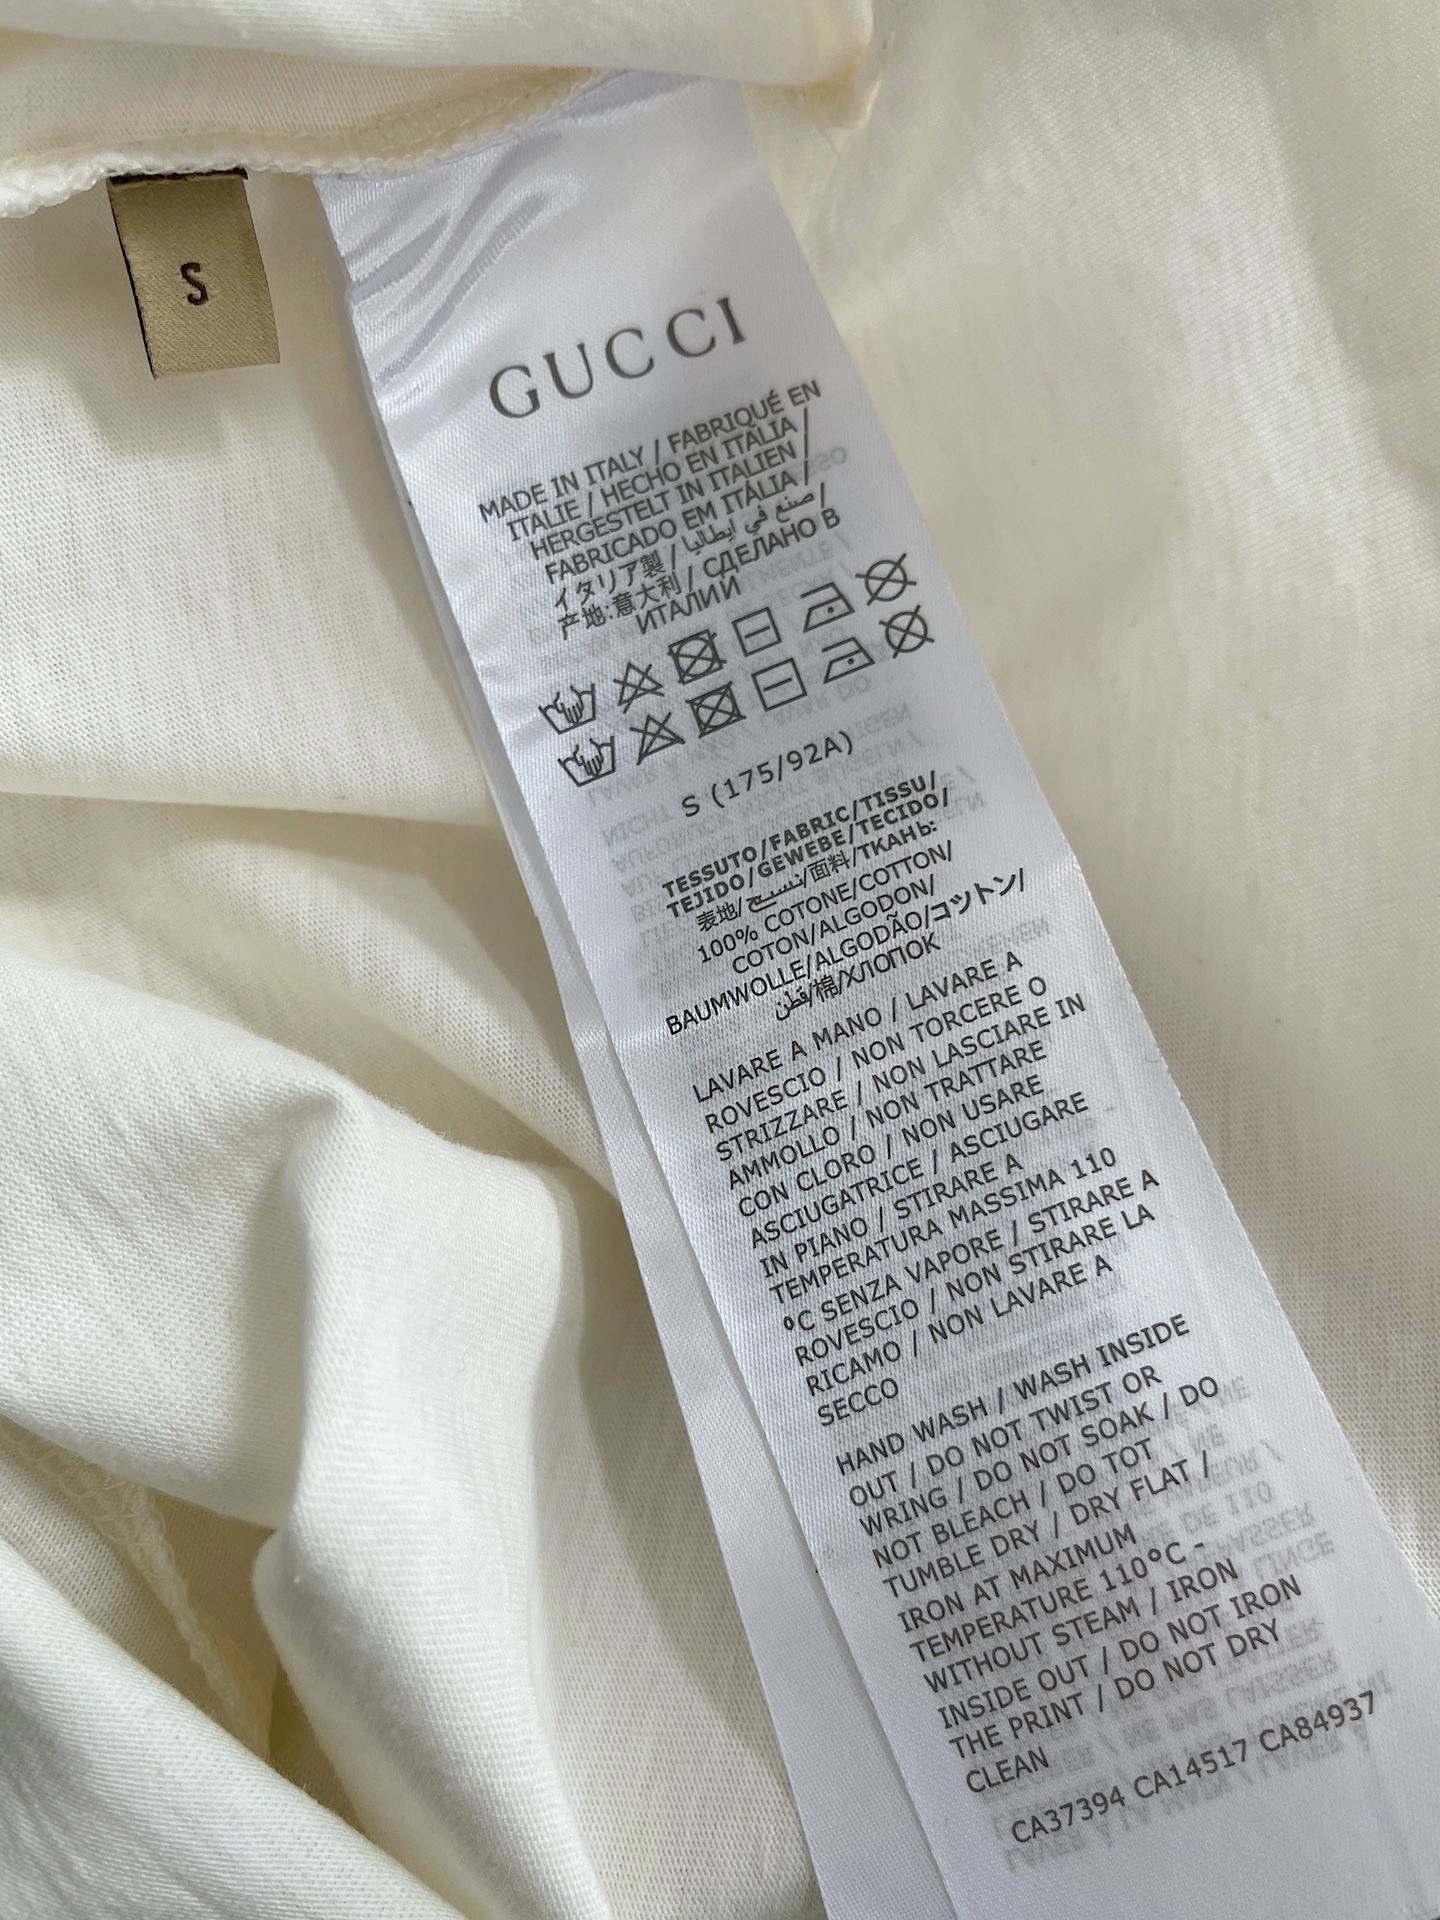 S
GUCCI
MADE IN ITALY / FABRIQUÉ EN
ITALIE / HECHO EN ITALIA /
HERGESTELT IN ITALIEN /
FABRICADO EM ITÁLIA /
イタリア製 / صنع في إيطاليا /
产地:意大利 / СДЕЛАНО В
ИТАЛИИ
S (175/92A)
TESSUTO/FABRIC/TISSU/
TEJIDO/GEWEBE/TECIDO/
表地/نسيج/面料/ТКАНЬ:
100% COTONE/COTTON/
COTON/ALGODON/
BAUMWOLLE/ALGODÃO/コットン/
قطن/棉/ХЛОПОК
LAVARE A MANO / LAVARE A
ROVESCIO / NON TORCERE O
STRIZZARE / NON LASCIARE IN
AMMOLLO / NON TRATTARE
CON CLORO / NON USARE
ASCIUGATRICE / ASCIUGARE
IN PIANO / STIRARE A
TEMPERATURA MASSIMA 110
°C SENZA VAPORE / STIRARE A
ROVESCIO / NON STIRARE LA
RICAMO / NON LAVARE A
SECCO
HAND WASH / WASH INSIDE
OUT / DO NOT TWIST OR
WRING / DO NOT SOAK / DO
NOT BLEACH / DO TOT
TUMBLE DRY / DRY FLAT /
IRON AT MAXIMUM
TEMPERATURE 110°C -
WITHOUT STEAM / IRON
INSIDE OUT / DO NOT IRON
THE PRINT / DO NOT DRY
CLEAN
CA37394 CA14517 CA84937